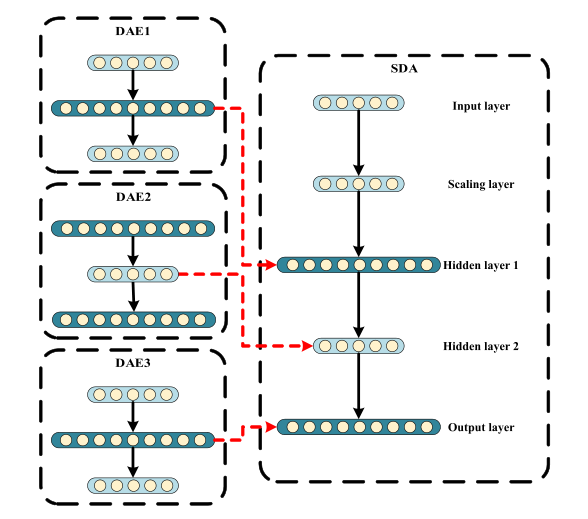 DAE1
DAE2
DAE3
SDA
Input layer
Scaling layer
Hidden layer 1
Hidden layer 2
Output layer